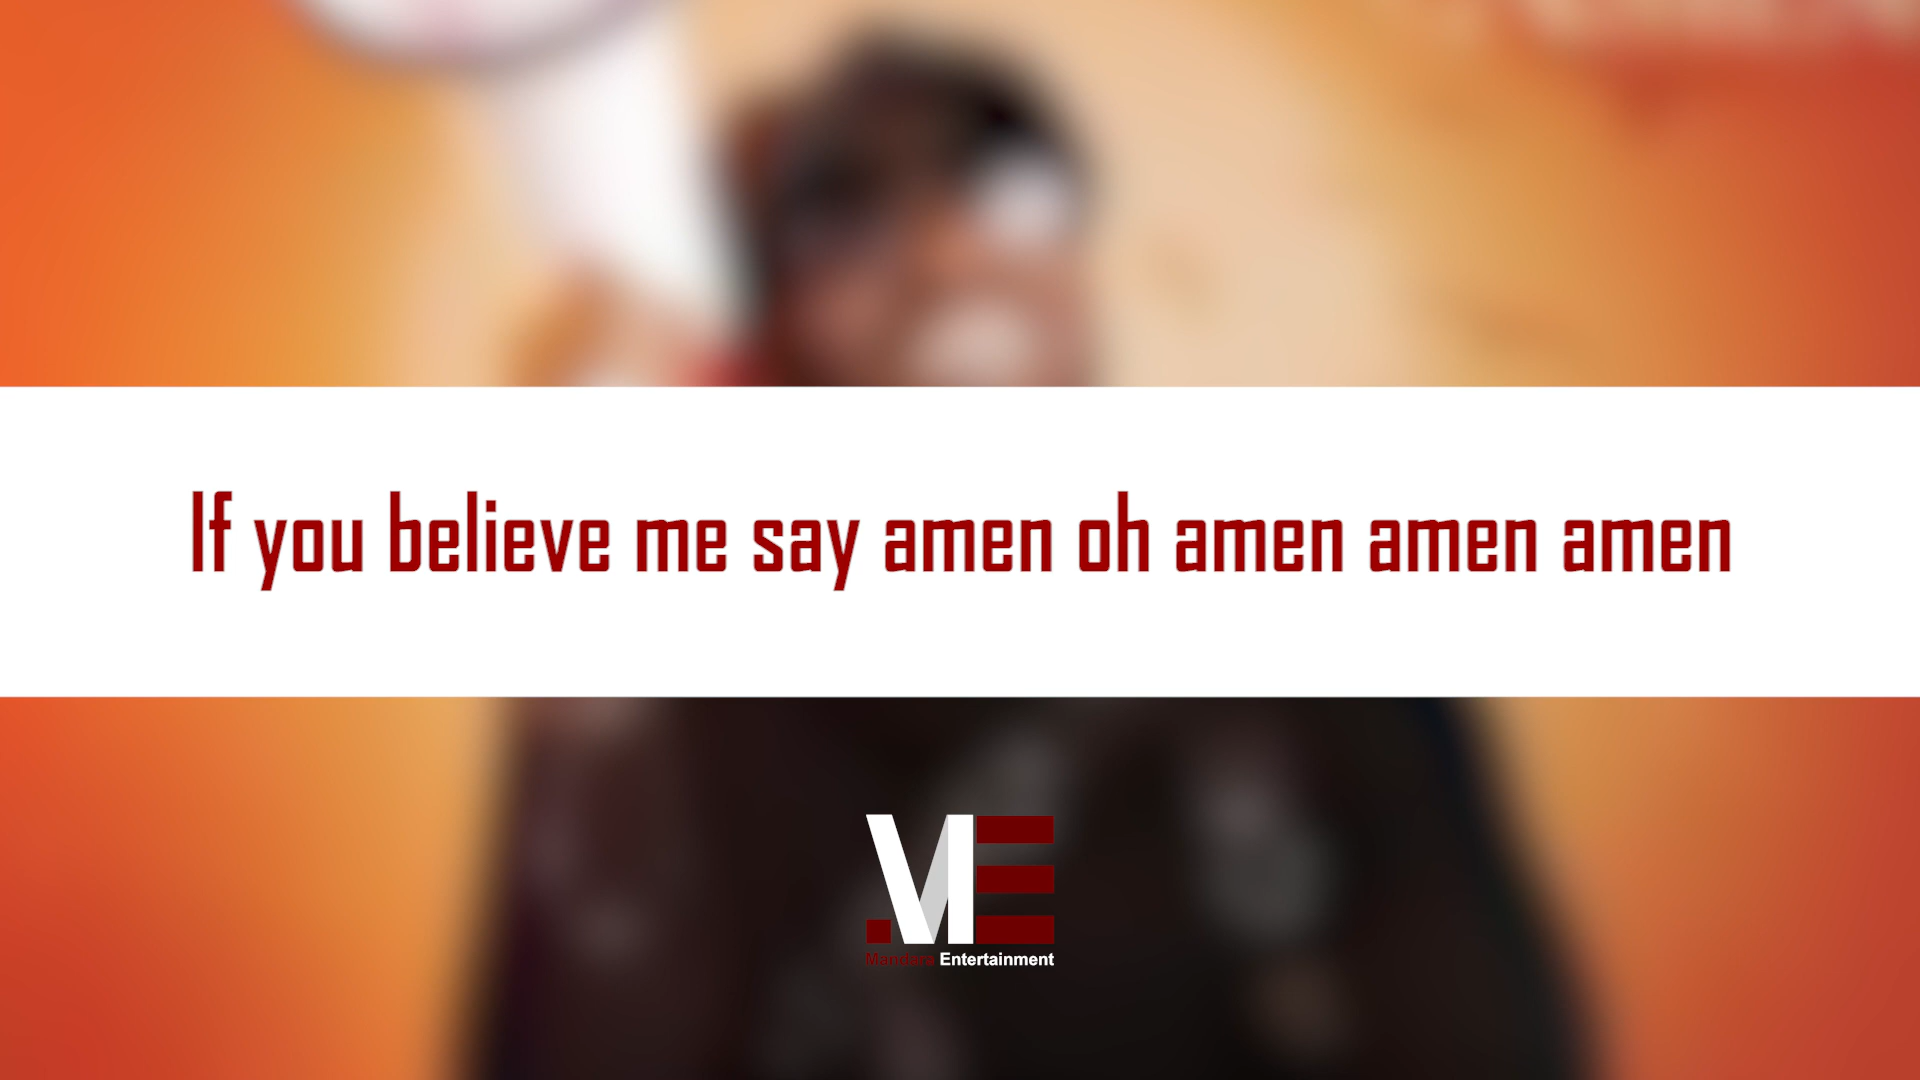 If you believe me say amen oh amen amen amen
Entertainment